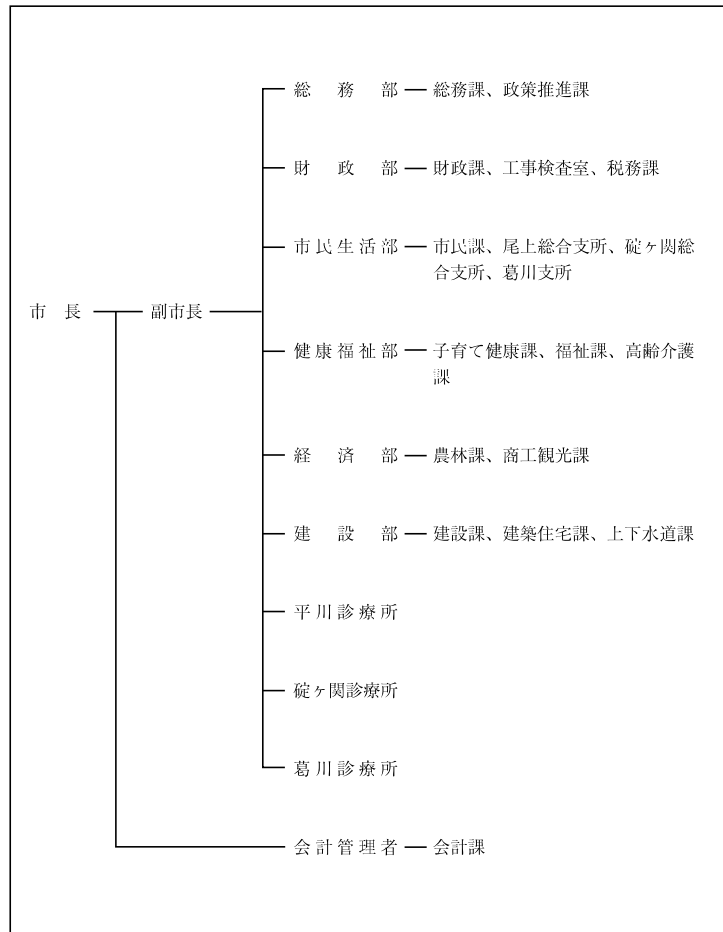 総務部 総務課、政策推進課
財政部 財政課、工事検査室、税務課
市民生活部 市民課、尾上総合支所、碇ヶ関総
合支所、葛川支所
市長 副市長
健康福祉部 子育て健康課、福祉課、高齢介護
課
経済部 農林課、商工観光課
建設部 建設課、建築住宅課、上下水道課
平川診療所
碇ヶ関診療所
葛川診療所
会計管理者 会計課